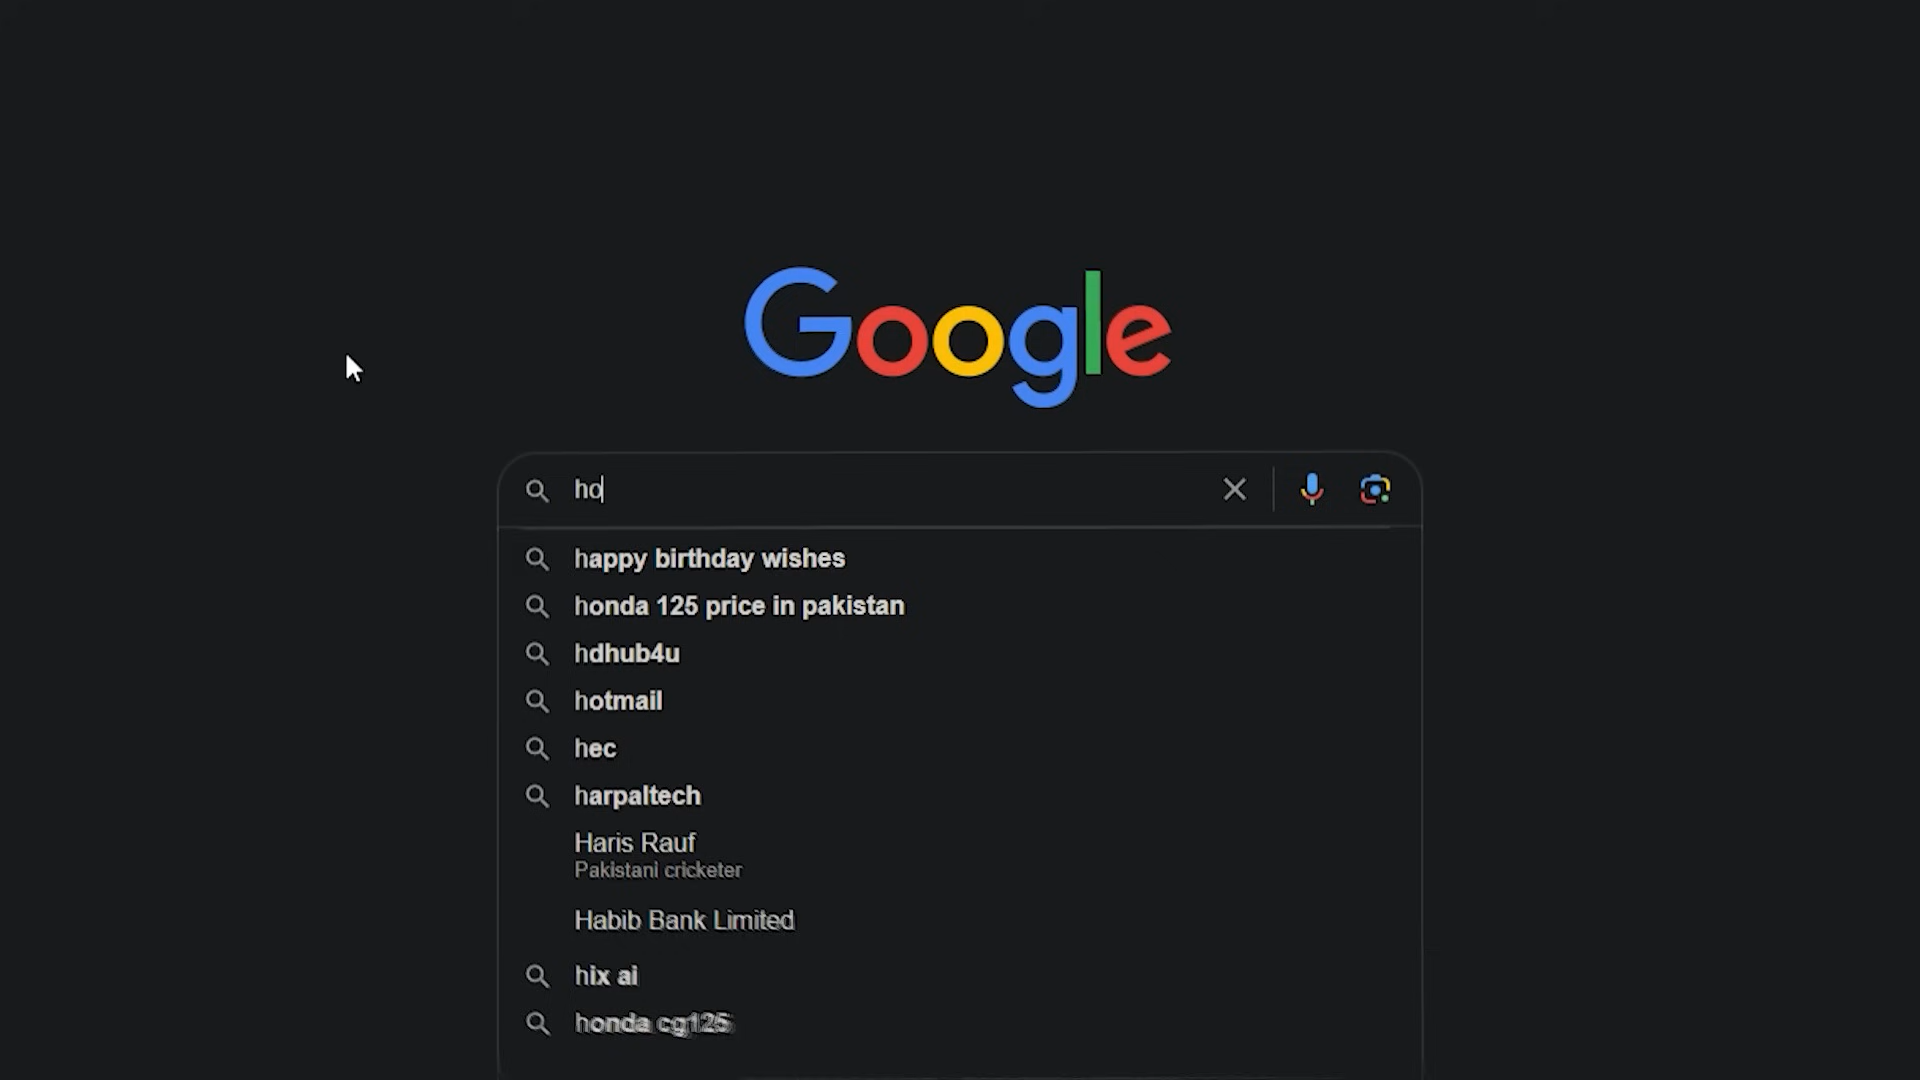 Google
ho
happy birthday wishes
honda 125 price in pakistan
hdhub4u
hotmail
hec
harpaltech
Haris Rauf
Pakistani cricketer
Habib Bank Limited
hix ai
honda cg125